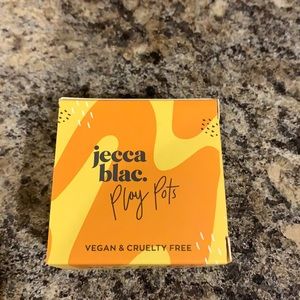 jecca
blac.
Play Pots
VEGAN & CRUELTY FREE